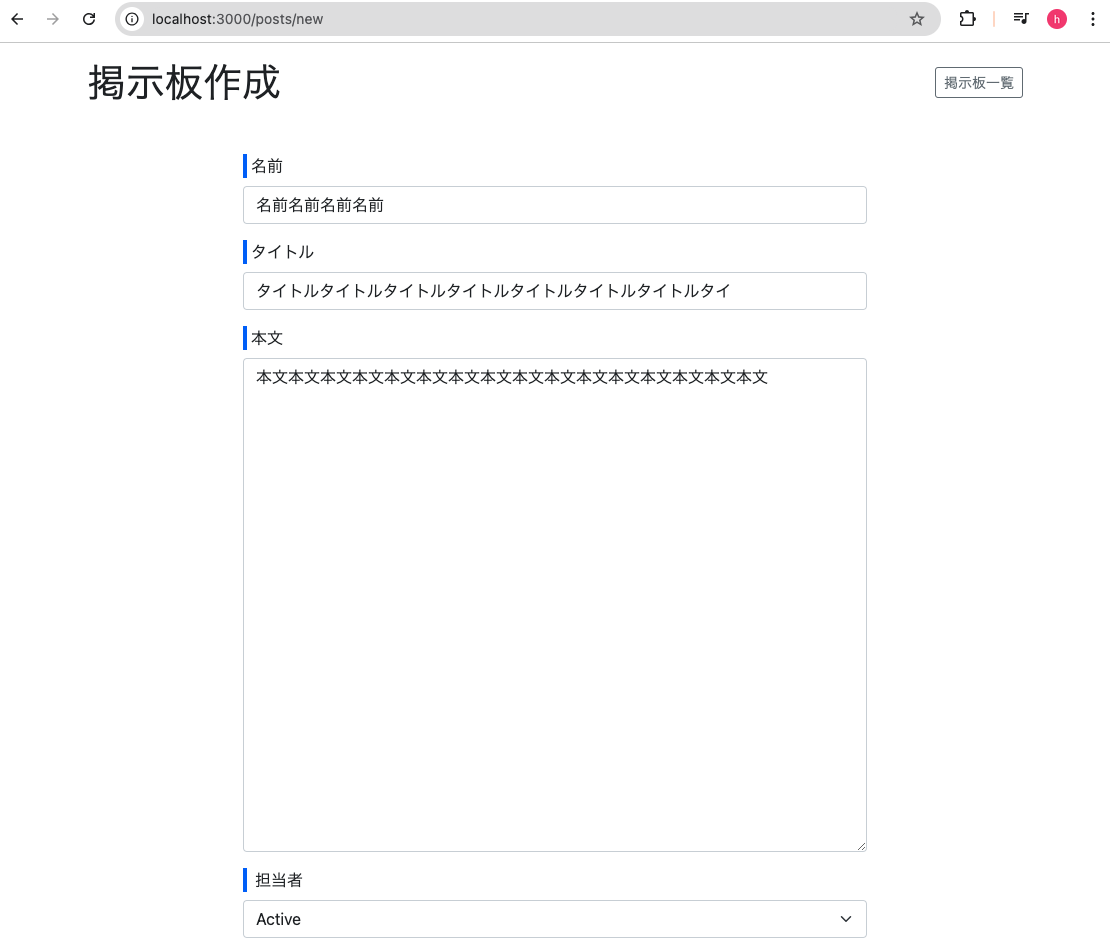 localhost:3000/posts/new
h
掲示板作成
掲示板一覧
名前
名前名前名前名前
タイトル
タイトルタイトルタイトルタイトルタイトルタイトルタイトルタイ
本文
本文本文本文本文本文本文本文本文本文本文本文本文本文本文本文本文
担当者
Active